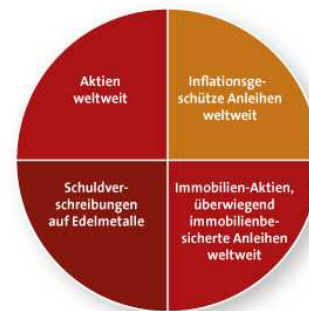 Aktien
weltweit
Inflationsge-
schütze Anleihen
weltweit
Schuldver-
schreibungen
auf Edelmetalle
Immobilien-Aktien,
überwiegend
immobilienbe-
sicherte Anleihen
weltweit